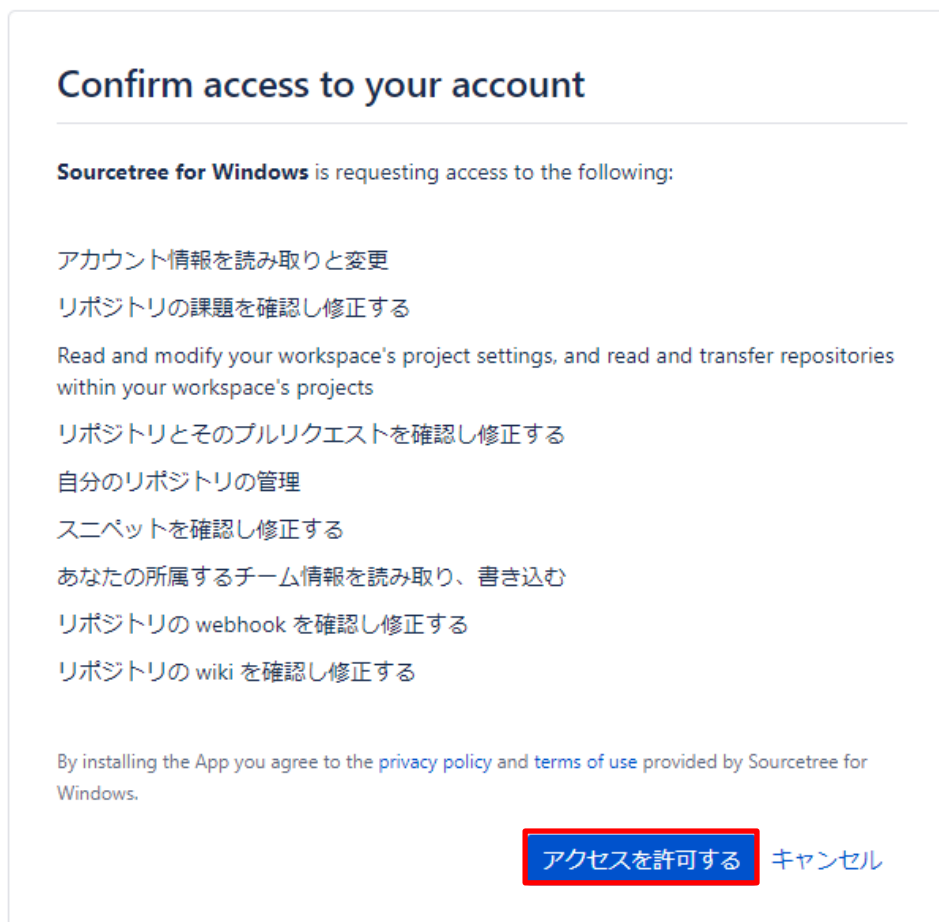 Confirm access to your account
Sourcetree for Windows is requesting access to the following:
アカウント情報を読み取りと変更
リポジトリの課題を確認し修正する
Read and modify your workspace's project settings, and read and transfer repositories
within your workspace's projects
リポジトリとそのプルリクエストを確認し修正する
自分のリポジトリの管理
スニペットを確認し修正する
あなたの所属するチーム情報を読み取り、書き込む
リポジトリの webhook を確認し修正する
リポジトリの wiki を確認し修正する
By installing the App you agree to the privacy policy and terms of use provided by Sourcetree for
Windows.
アクセスを許可する キャンセル